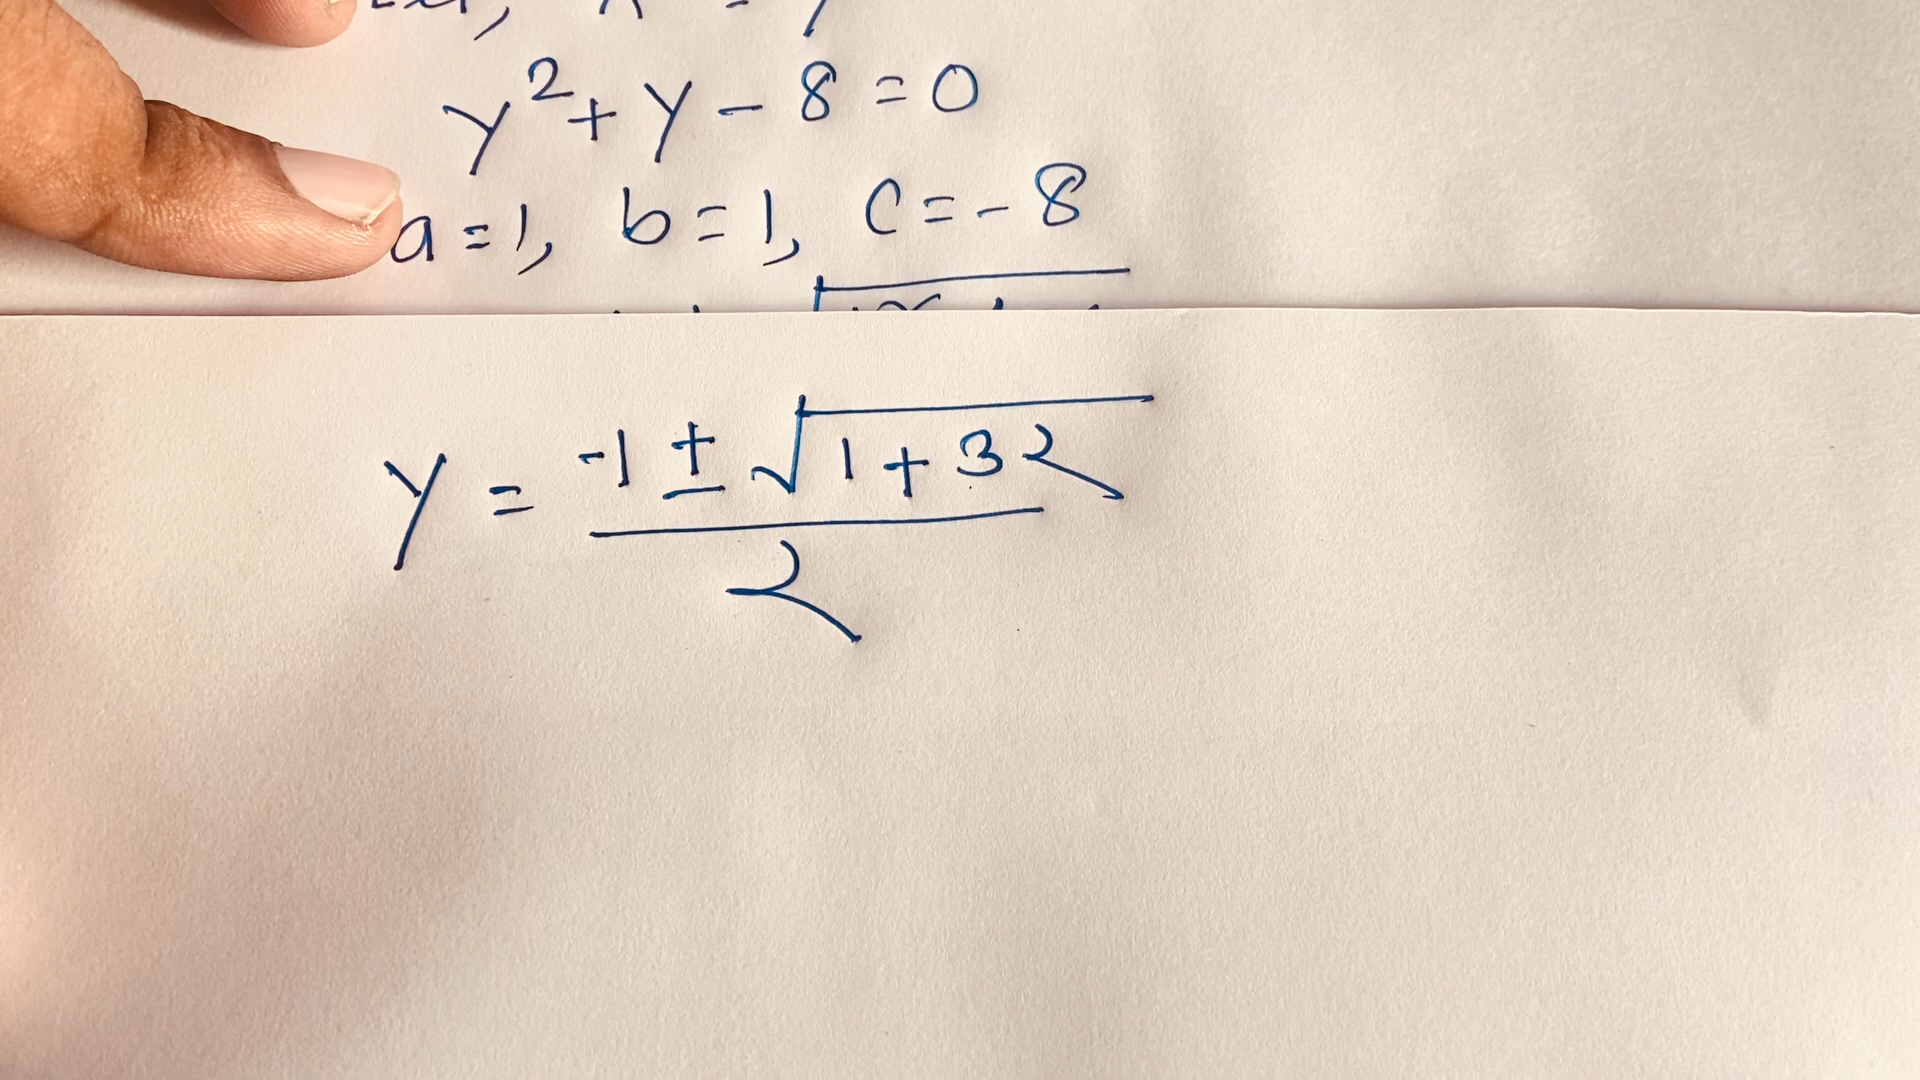 y²+y-8=0
a=1, b=1, c=-8
y = (-1 ± √(1+32))/2